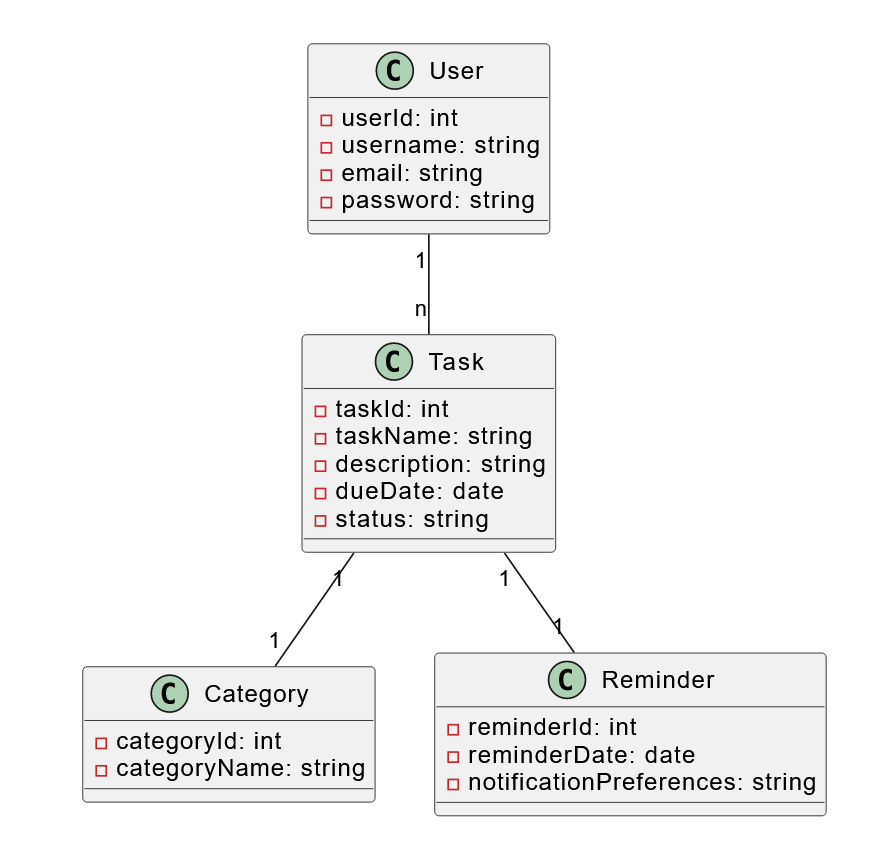 C User
userId: int
username: string
email: string
password: string
1
n
C Task
taskId: int
taskName: string
description: string
dueDate: date
status: string
1
1
1
1
C Category
categoryId: int
categoryName: string
C Reminder
reminderId: int
reminderDate: date
notificationPreferences: string